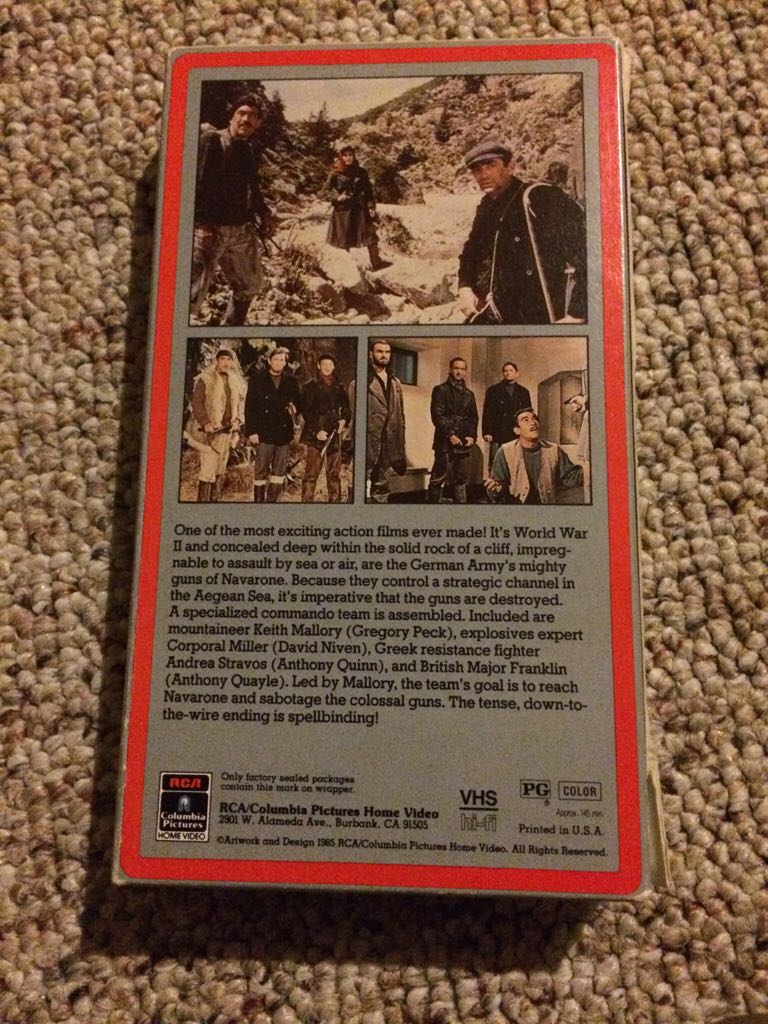 One of the most exciting action films ever made! It's World War
II and concealed deep within the solid rock of a cliff, impreg-
nable to assault by sea or air, are the German Army's mighty
guns of Navarone. Because they control a strategic channel in
the Aegean Sea, it's imperative that the guns are destroyed.
A specialized commando team is assembled. Included are
mountaineer Keith Mallory (Gregory Peck), explosives expert
Corporal Miller (David Niven), Greek resistance fighter
Andrea Stravos (Anthony Quinn), and British Major Franklin
(Anthony Quayle). Led by Mallory, the team's goal is to reach
Navarone and sabotage the colossal guns. The tense, down-to-
the-wire ending is spellbinding!
RCA
Columbia
Pictures
HOME VIDEO
Only factory sealed packages
contain this mark on wrapper.
RCA/Columbia Pictures Home Video
2901 W. Alameda Ave., Burbank, CA 91505
©Artwork and Design 1985 RCA/Columbia Pictures Home Video. All Rights Reserved.
VHS
hi-fi
PG
COLOR
Approx. 145 min.
Printed in U.S.A.